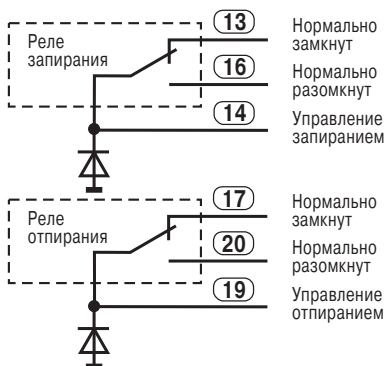 Реле
запирания
13
Нормально
замкнут
16
Нормально
разомкнут
14
Управление
запиранием
Реле
отпирания
17
Нормально
замкнут
20
Нормально
разомкнут
19
Управление
отпиранием